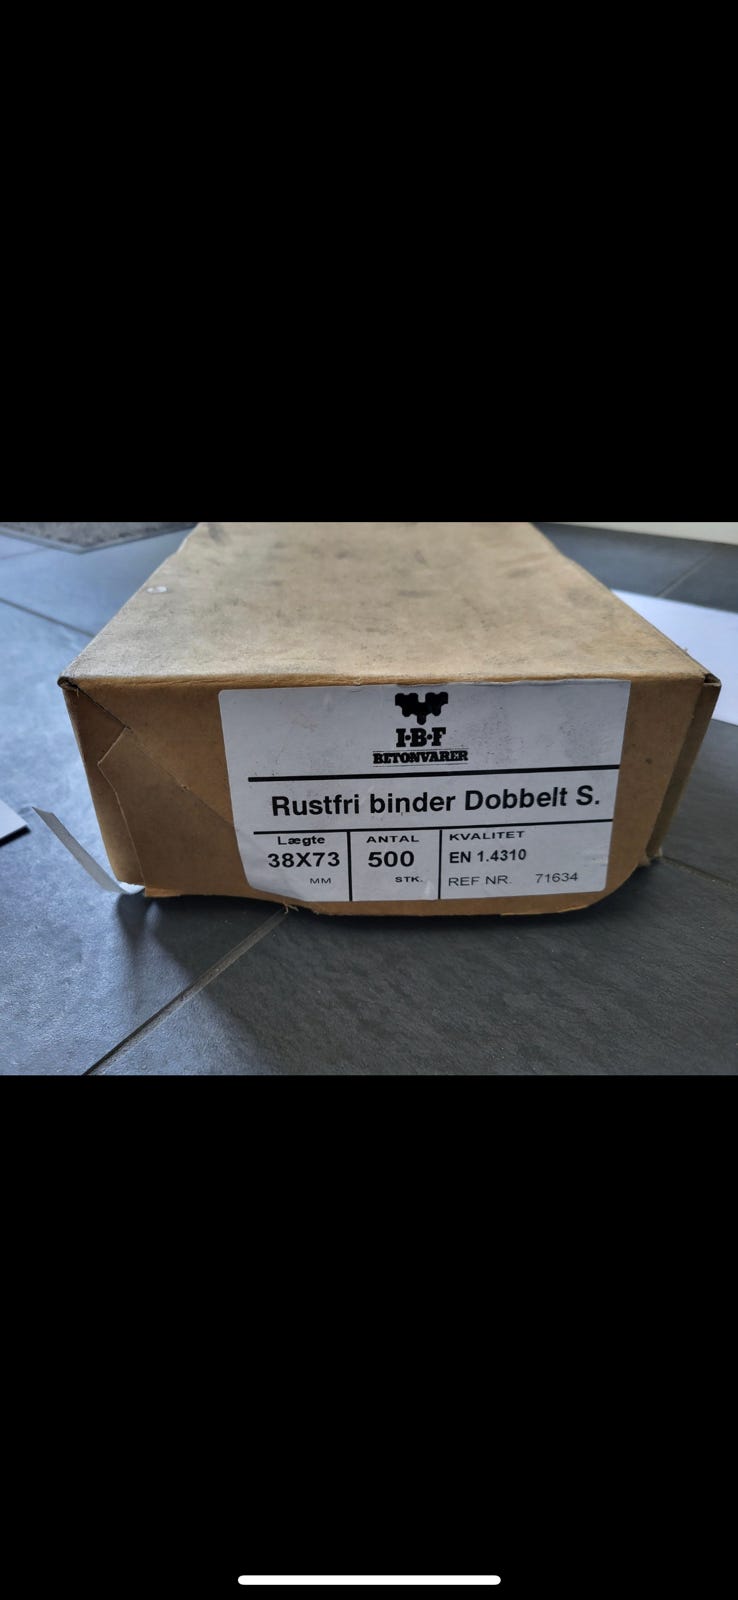 I·B·F
BETONVARER
Rustfri binder Dobbelt S.
Lægte
38X73
MM
ANTAL
500
STK.
KVALITET
EN 1.4310
REF NR. 71634